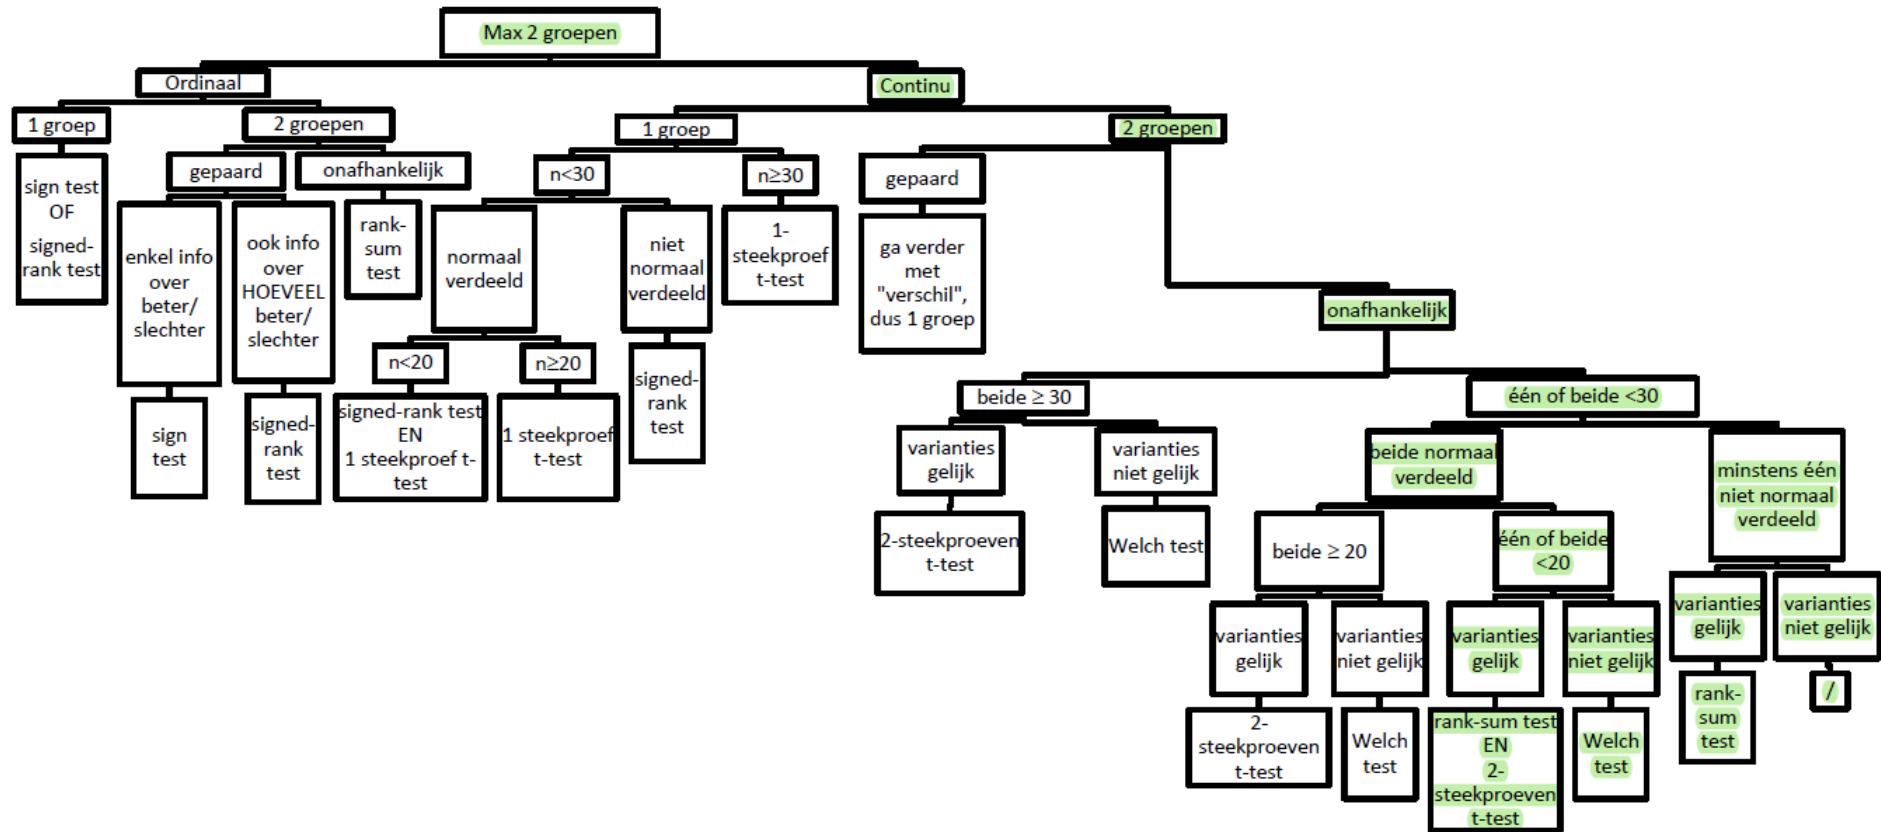 Max 2 groepen
Ordinaal
Continu
1 groep
2 groepen
1 groep
2 groepen
sign test
OF
signed-
rank test
gepaard
onafhankelijk
enkel info
over
beter/
slechter
ook info
over
HOEVEEL
beter/
slechter
rank-
sum
test
sign
test
signed-
rank
test
n<30
n≥30
normaal
verdeeld
niet
normaal
verdeeld
1-
steekproef
t-test
n<20
n≥20
signed-rank test
EN
1 steekproef t-
test
1 steekproef
t-test
signed-
rank
test
gepaard
ga verder
met
"verschil",
dus 1 groep
onafhankelijk
beide ≥ 30
één of beide <30
varianties
gelijk
varianties
niet gelijk
2-steekproeven
t-test
Welch test
beide normaal
verdeeld
minstens één
niet normaal
verdeeld
beide ≥ 20
één of beide
<20
varianties
gelijk
varianties
niet gelijk
varianties
gelijk
varianties
niet gelijk
varianties
gelijk
varianties
niet gelijk
2-
steekproeven
t-test
Welch
test
rank-sum test
EN
2-
steekproeven
t-test
Welch
test
rank-
sum
test
/